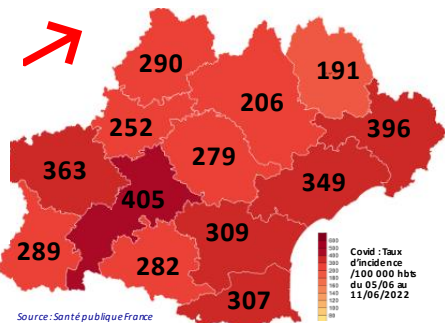 290
191
206
252
396
279
363
349
405
309
289
282
307
Covid : Taux
d'incidence
/100 000 hbts
du 05/06 au
11/06/2022
Source : Santé publique France